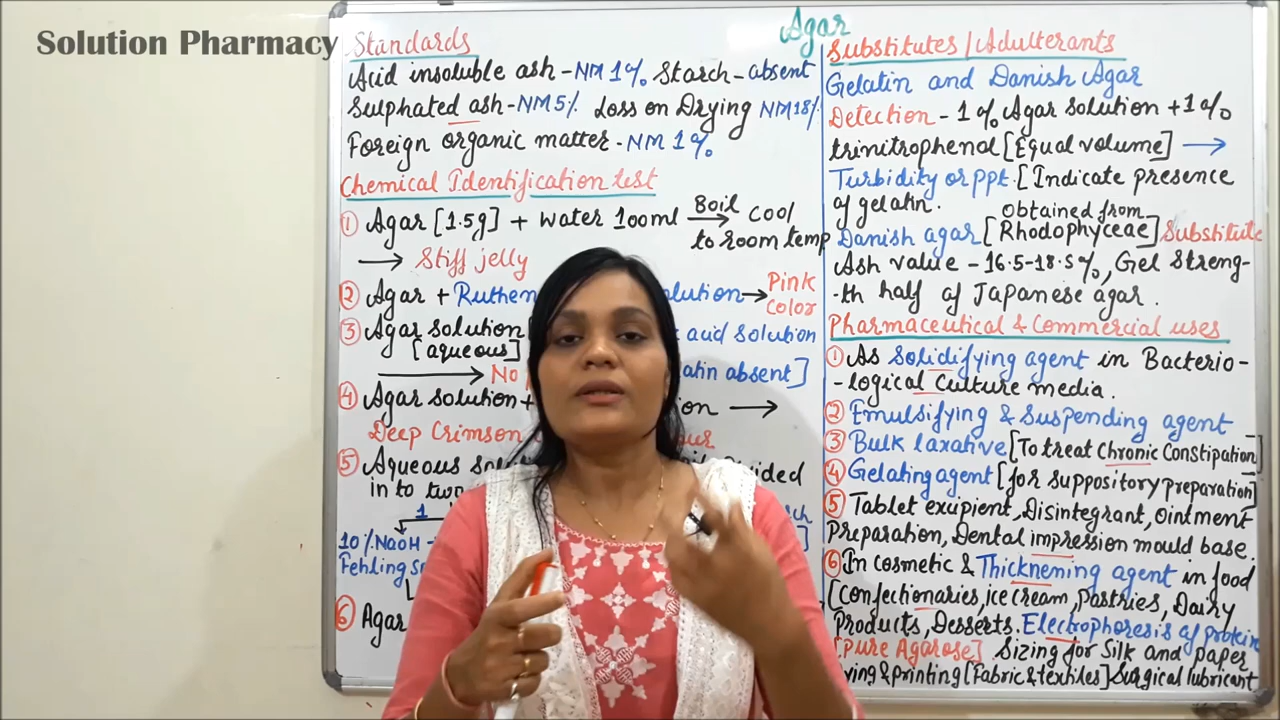 Solution Pharmacy
Agar
Standards
Acid insoluble ash - NM 1% Starch - absent
Sulphated ash - NM 5% Loss on Drying NM 18%
Foreign organic matter - NM 1%
Chemical Identification test
① Agar [1.5g] + water 100ml Boil → Cool
to room temp
→ Stiff jelly
② Agar + Ruthen olution → Pink
Color
③ Agar solution acid solution
[aqueous]
→ No atin absent]
④ Agar solution + ion →
Deep Crimson
⑤ Aqueous
in to two
1
10% NaOH -
Fehling
⑥ Agar
Substitutes / Adulterants
Gelatin and Danish Agar
Detection - 1% Agar solution + 1%
trinitrophenol [Equal volume] →
Turbidity or ppt. [Indicate presence
of gelatin.
Danish agar [Obtained from Rhodophyceae] Substitute
Ash value - 16.5-18.5%, Gel Streng-
-th half of Japanese agar.
Pharmaceutical & Commercial uses
① As Solidifying agent in Bacterio-
-logical Culture media.
② Emulsifying & Suspending agent
③ Bulk laxative [To treat Chronic Constipation]
④ Gelating agent [for suppository preparation]
⑤ Tablet exipient, Disintegrant, Ointment
Preparation, Dental impression mould base.
⑥ In cosmetic & Thicknening agent in food
[confectionaries, ice cream, pastries, Dairy
Products, Desserts. Electrophoresis of protein
[Pure Agarose] Sizing for Silk and paper
ying & printing [Fabric & textiles] Surgical lubricant